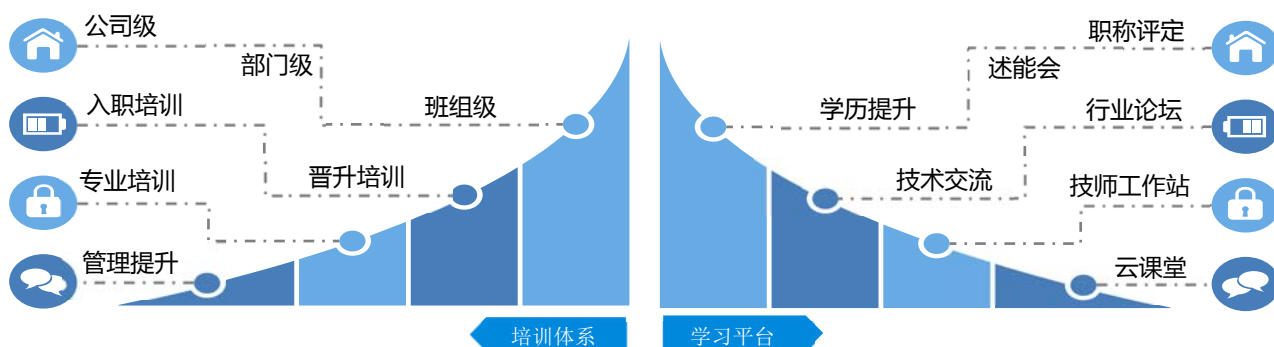 公司级
部门级
班组级
入职培训
晋升培训
专业培训
管理提升
培训体系
职称评定
述能会
学历提升
行业论坛
技术交流
技师工作站
云课堂
学习平台